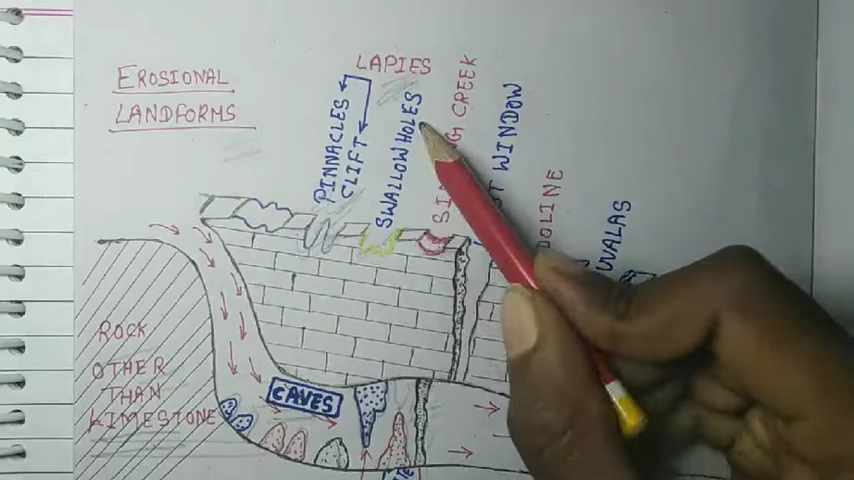 EROSIONAL
LANDFORMS
LAPIES
PINNACLES
CLIFT
SWALLOW HOLES
CREEK
WINDOW
DOLINE
UVALAS
ROCK
OTHER
THAN
LIMESTONE
CAVES